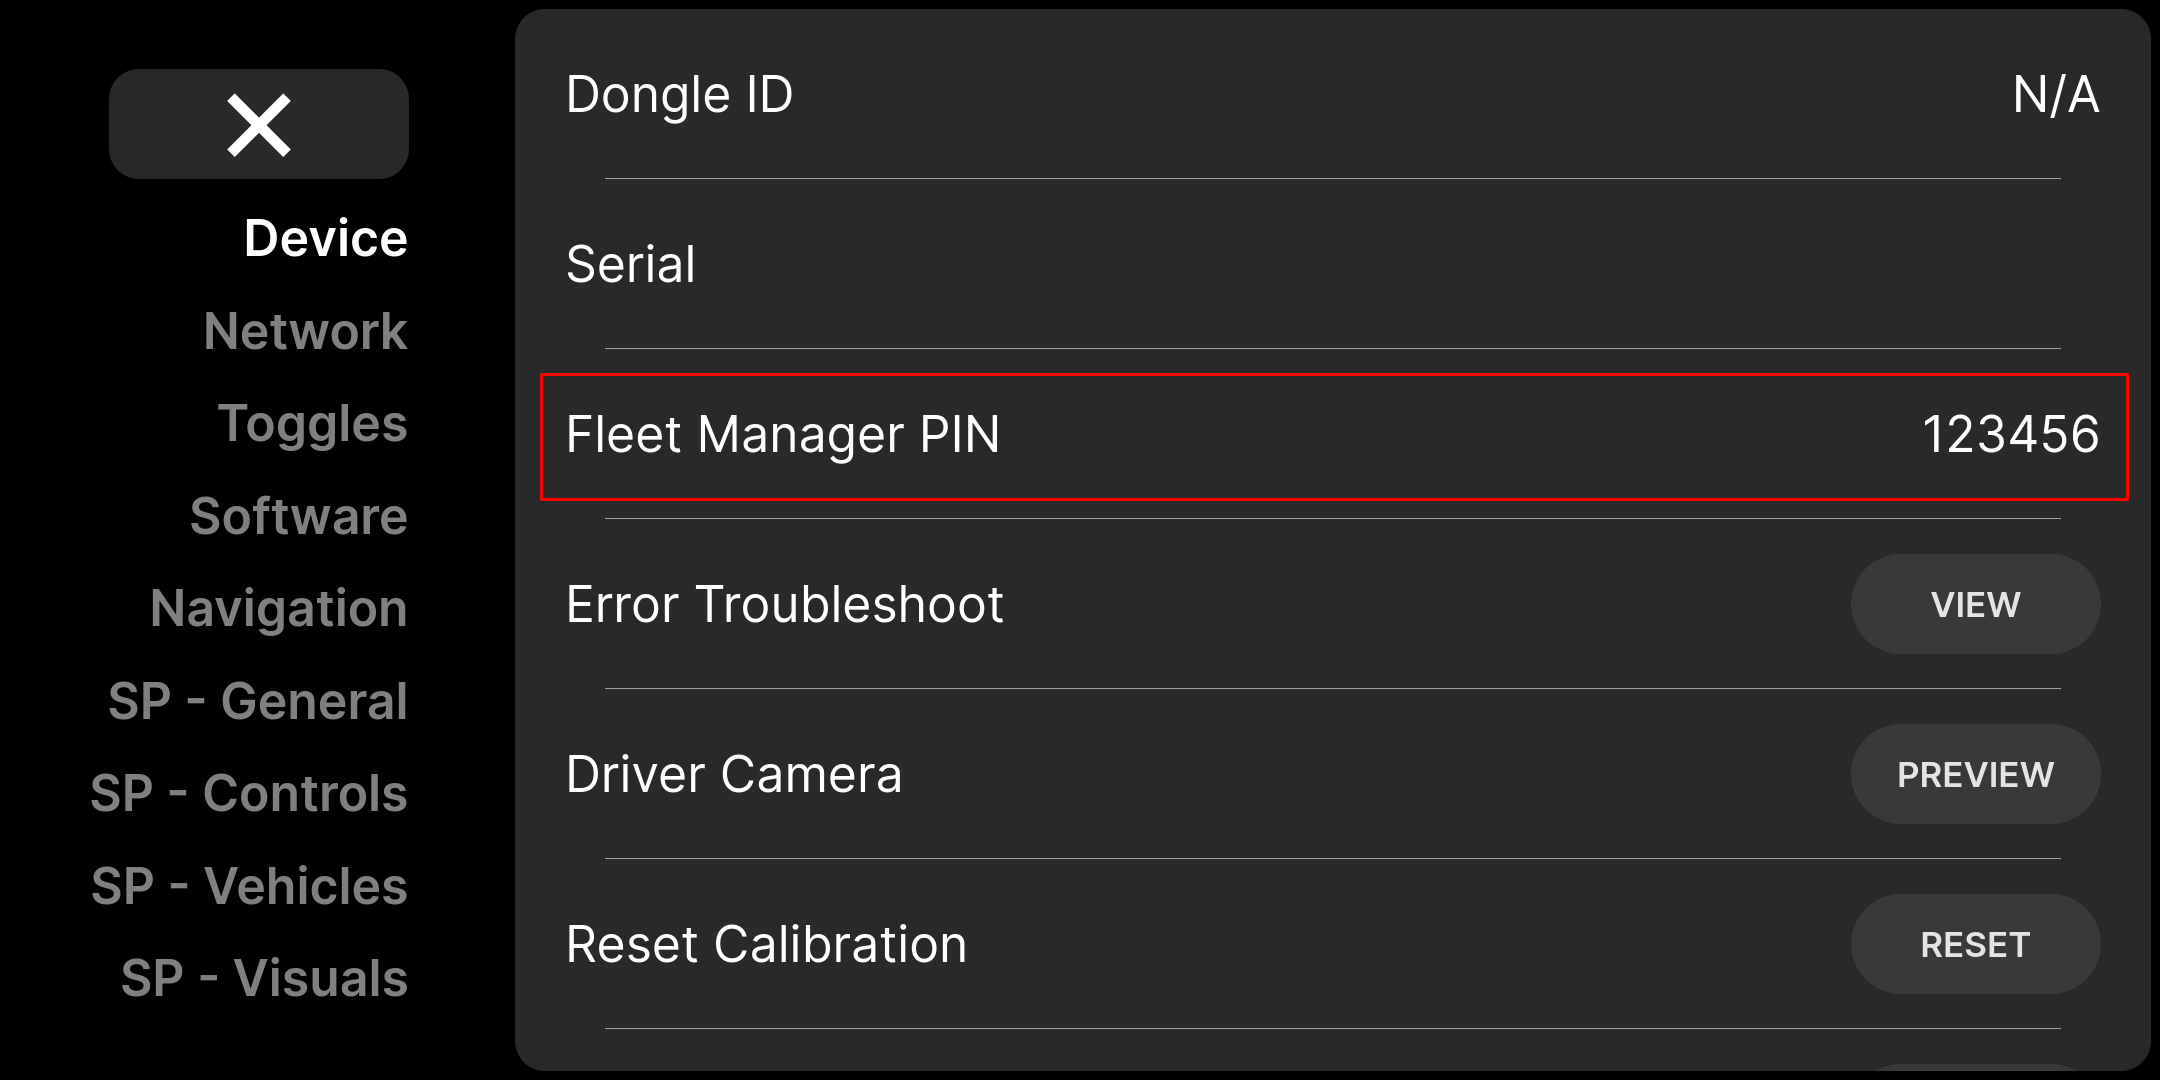 Device
Network
Toggles
Software
Navigation
SP - General
SP - Controls
SP - Vehicles
SP - Visuals
Dongle ID N/A
Serial
Fleet Manager PIN 123456
Error Troubleshoot VIEW
Driver Camera PREVIEW
Reset Calibration RESET